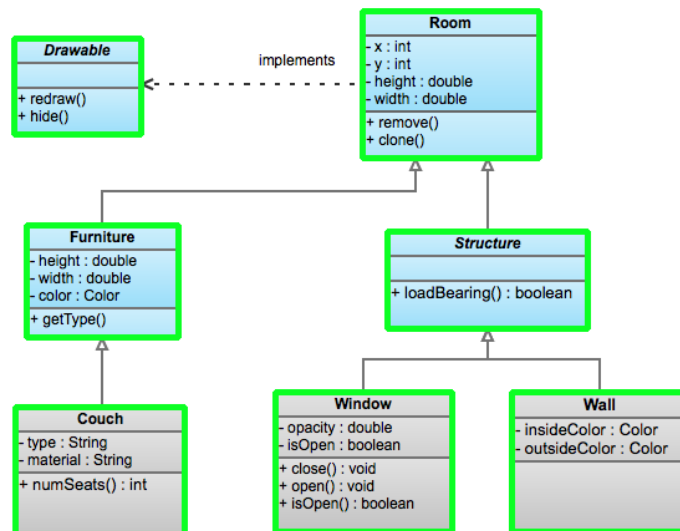 Drawable
+ redraw()
+ hide()
implements
Room
- x : int
- y : int
- height : double
- width : double
+ remove()
+ clone()
Furniture
- height : double
- width : double
- color : Color
+ getType()
Structure
+ loadBearing() : boolean
Couch
- type : String
- material : String
+ numSeats() : int
Window
- opacity : double
- isOpen : boolean
+ close() : void
+ open() : void
+ isOpen() : boolean
Wall
- insideColor : Color
- outsideColor : Color